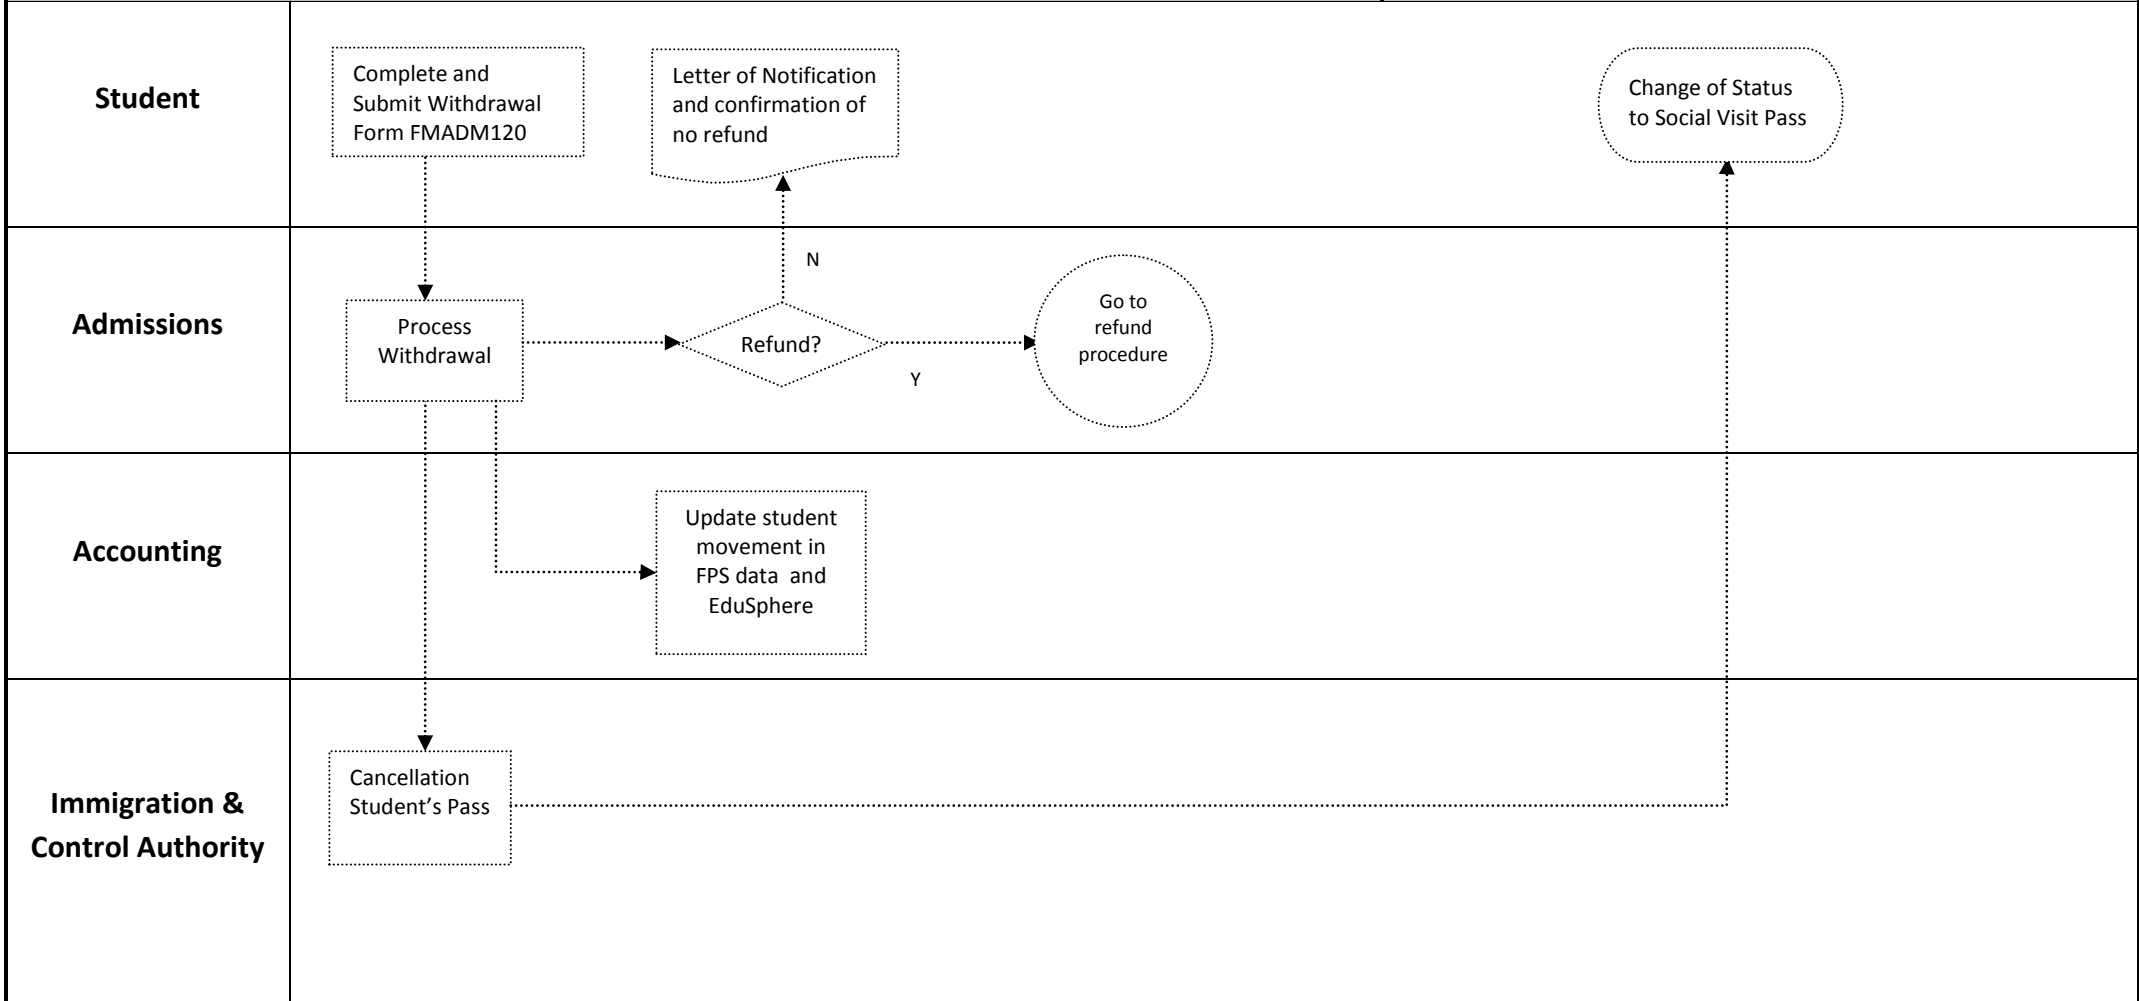 Student
Complete and
Submit Withdrawal
Form FMADM120
Letter of Notification
and confirmation of
no refund
Change of Status
to Social Visit Pass
Admissions
Process
Withdrawal
Refund?
N
Y
Go to
refund
procedure
Accounting
Update student
movement in
FPS data  and
EduSphere
Immigration &
Control Authority
Cancellation
Student’s Pass